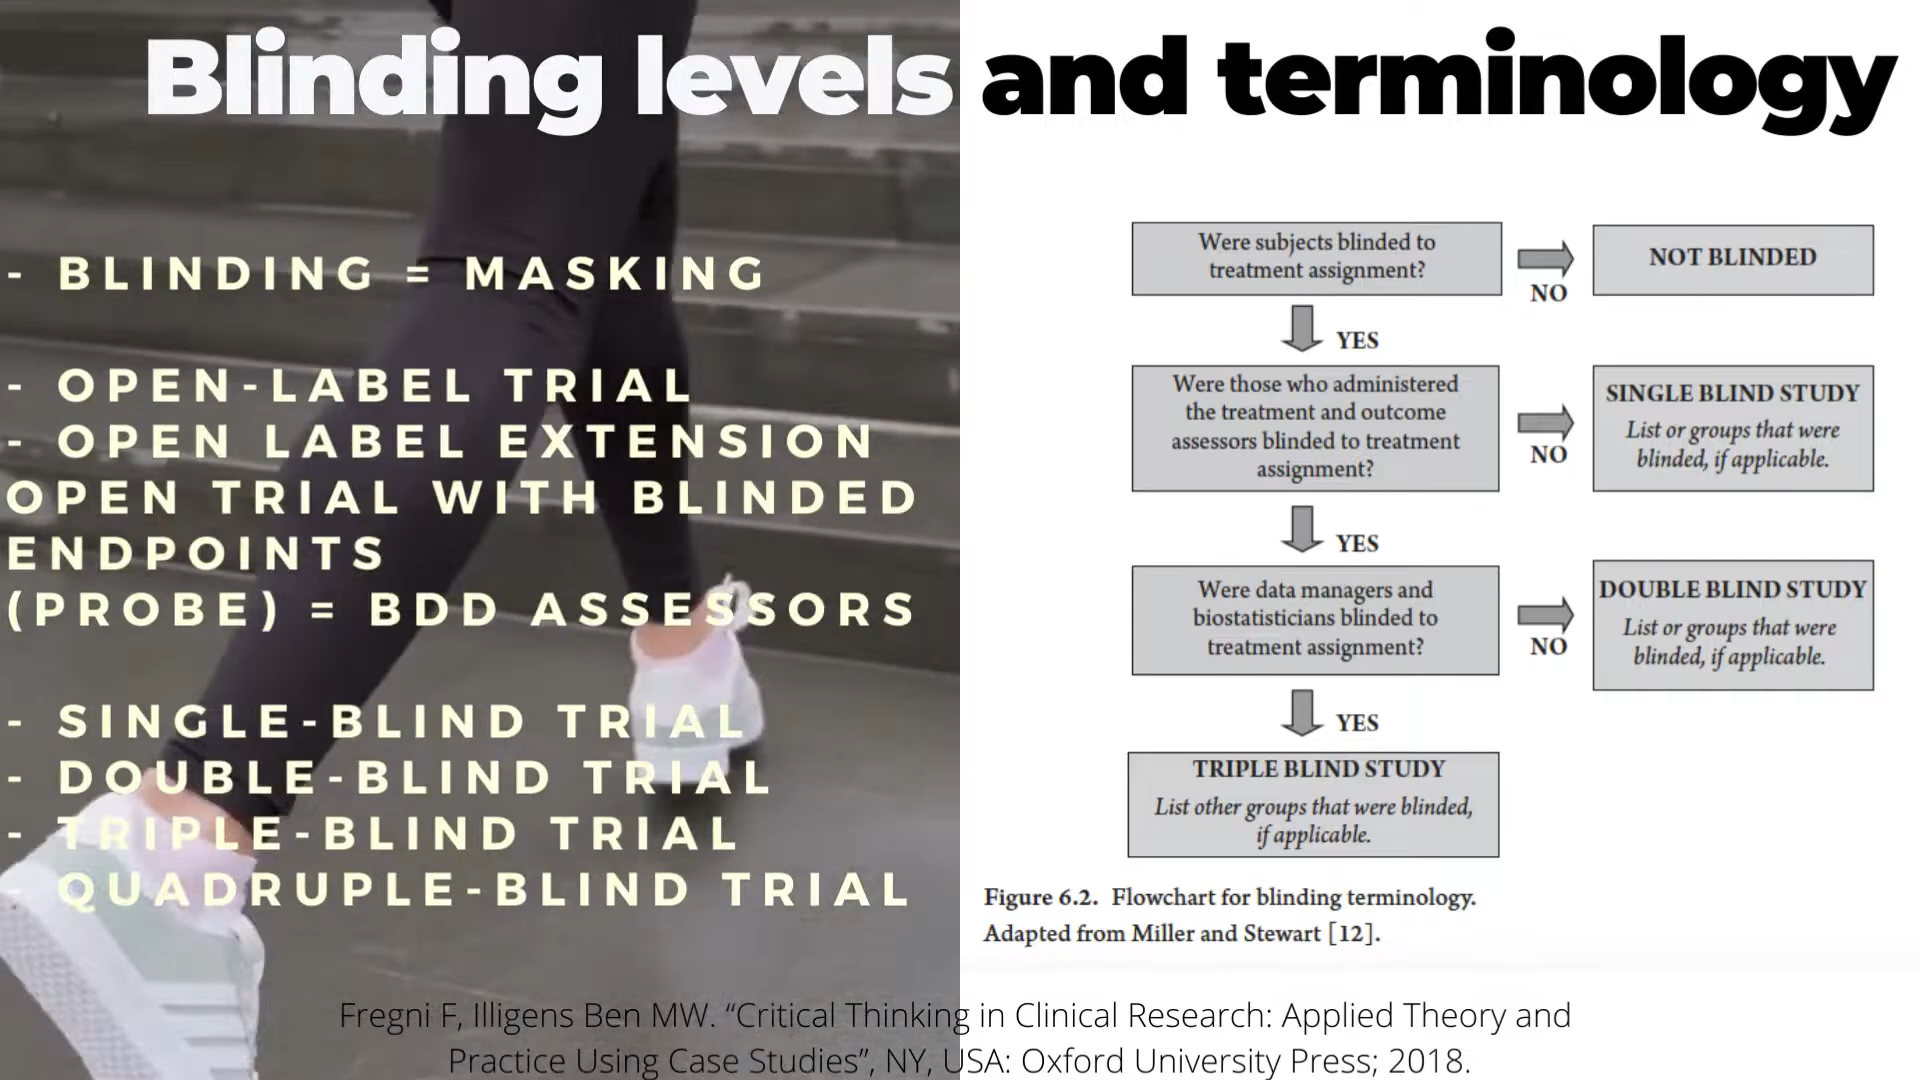 Blinding levels and terminology
- BLINDING = MASKING
- OPEN-LABEL TRIAL
- OPEN LABEL EXTENSION
OPEN TRIAL WITH BLINDED
ENDPOINTS
(PROBE) = BDD ASSESSORS
- SINGLE-BLIND TRIAL
- DOUBLE-BLIND TRIAL
- TRIPLE-BLIND TRIAL
- QUADRUPLE-BLIND TRIAL
Were subjects blinded to
treatment assignment?
NO
NOT BLINDED
YES
Were those who administered
the treatment and outcome
assessors blinded to treatment
assignment?
NO
SINGLE BLIND STUDY
List or groups that were
blinded, if applicable.
YES
Were data managers and
biostatisticians blinded to
treatment assignment?
NO
DOUBLE BLIND STUDY
List or groups that were
blinded, if applicable.
YES
TRIPLE BLIND STUDY
List other groups that were blinded,
if applicable.
Figure 6.2. Flowchart for blinding terminology.
Adapted from Miller and Stewart [12].
Fregni F, Illigens Ben MW. “Critical Thinking in Clinical Research: Applied Theory and
Practice Using Case Studies”, NY, USA: Oxford University Press; 2018.